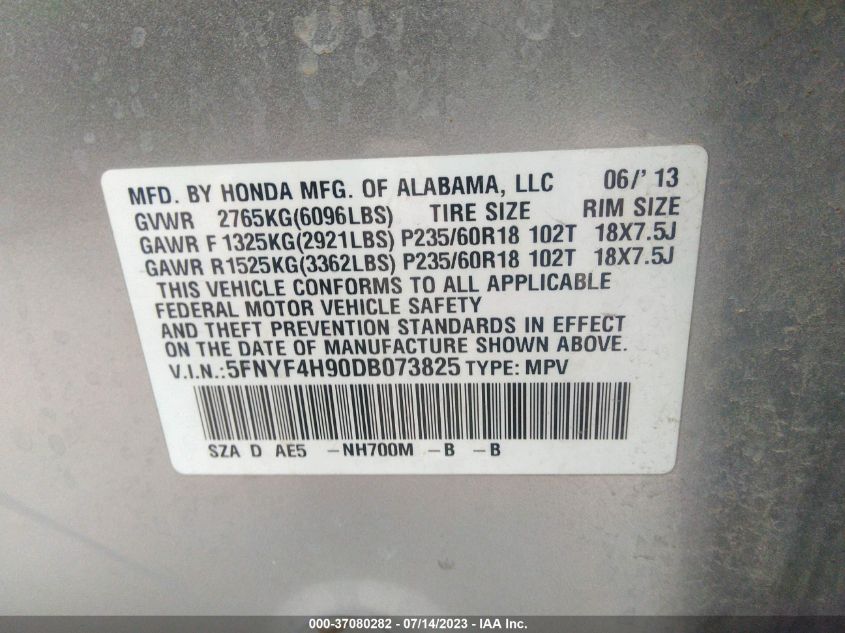 MFD. BY HONDA MFG. OF ALABAMA, LLC 06/'13
GVWR 2765KG(6096LBS) TIRE SIZE RIM SIZE
GAWR F 1325KG(2921LBS) P235/60R18 102T 18X7.5J
GAWR R1525KG(3362LBS) P235/60R18 102T 18X7.5J
THIS VEHICLE CONFORMS TO ALL APPLICABLE
FEDERAL MOTOR VEHICLE SAFETY
AND THEFT PREVENTION STANDARDS IN EFFECT
ON THE DATE OF MANUFACTURE SHOWN ABOVE.
V.I.N.:5FNYF4H90DB073825 TYPE: MPV
SZA D AE5 -NH700M -B -B
000-37080282 - 07/14/2023 - IAA Inc.